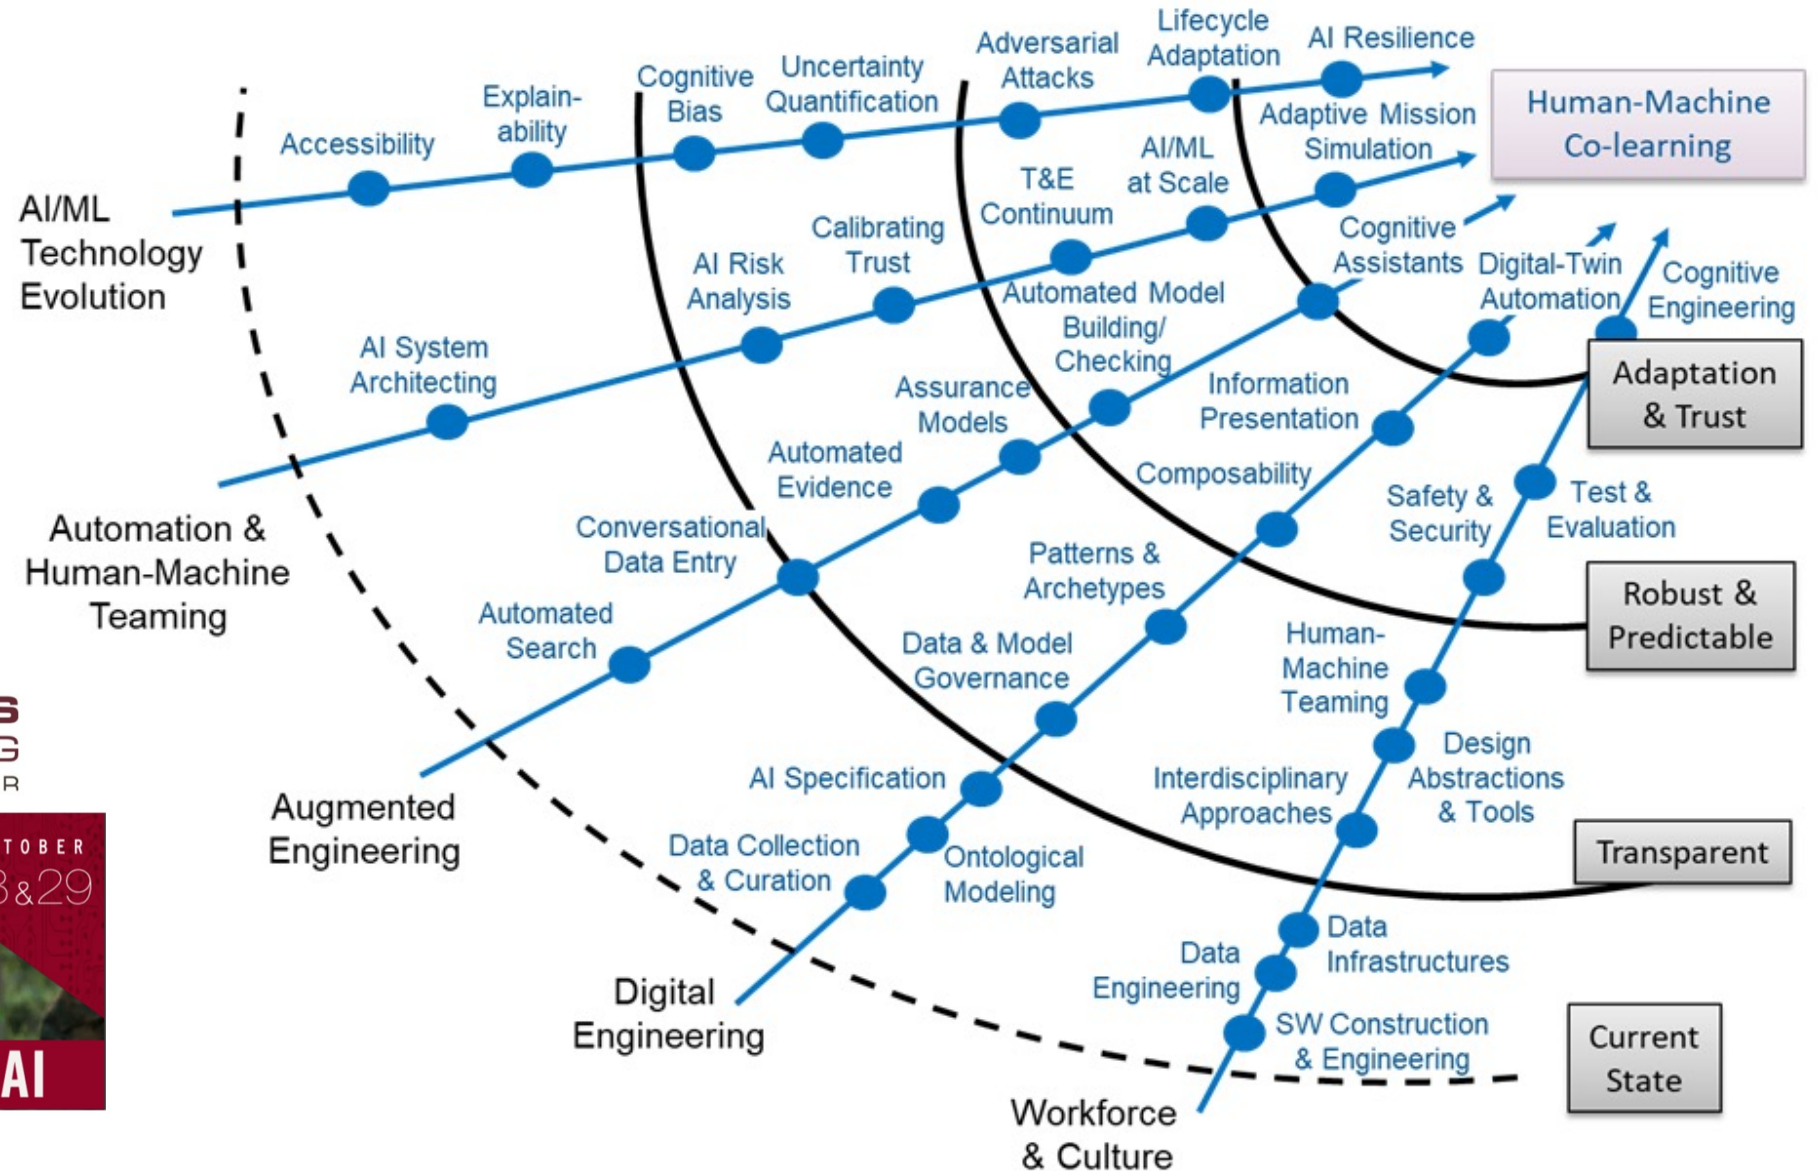 Lifecycle
Adaptation
AI Resilience
Adversarial
Attacks
Uncertainty
Quantification
Cognitive
Bias
Explain-
ability
Accessibility
AI/ML
Technology
Evolution
Human-Machine
Co-learning
Adaptive Mission
Simulation
AI/ML
at Scale
T&E
Continuum
Calibrating
Trust
AI Risk
Analysis
AI System
Architecting
Automation &
Human-Machine
Teaming
Cognitive
Assistants
Automated Model
Building/
Checking
Assurance
Models
Automated
Evidence
Conversational
Data Entry
Automated
Search
Augmented
Engineering
Digital-Twin
Automation
Information
Presentation
Composability
Patterns &
Archetypes
Data & Model
Governance
AI Specification
Ontological
Modeling
Data Collection
& Curation
Digital
Engineering
Cognitive
Engineering
Test &
Evaluation
Safety &
Security
Human-
Machine
Teaming
Design
Abstractions
& Tools
Interdisciplinary
Approaches
Data
Infrastructures
Data
Engineering
SW Construction
& Engineering
Workforce
& Culture
Adaptation
& Trust
Robust &
Predictable
Transparent
Current
State
S
G
R
TOBER
&29
AI